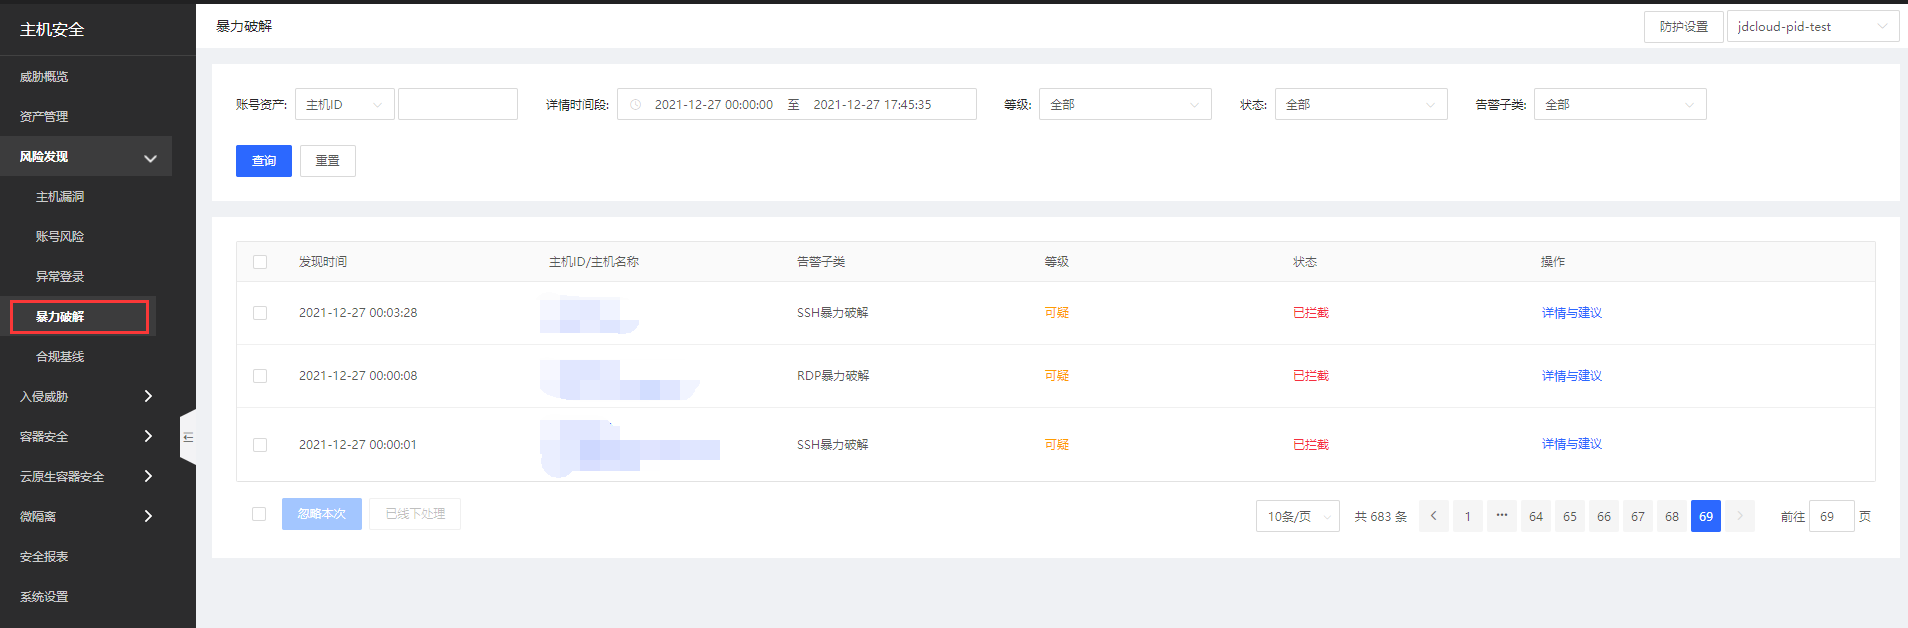 主机安全
威胁概览
资产管理
风险发现
主机漏洞
账号风险
异常登录
暴力破解
合规基线
入侵威胁
容器安全
云原生容器安全
微隔离
安全报表
系统设置
暴力破解
防护设置 jdcloud-pid-test
账号资产: 主机ID 详情时间段: 2021-12-27 00:00:00 至 2021-12-27 17:45:35 等级: 全部 状态: 全部 告警子类: 全部
查询 重置
发现时间 主机ID/主机名称 告警子类 等级 状态 操作
2021-12-27 00:03:28 SSH暴力破解 可疑 已拦截 详情与建议
2021-12-27 00:00:08 RDP暴力破解 可疑 已拦截 详情与建议
2021-12-27 00:00:01 SSH暴力破解 可疑 已拦截 详情与建议
忽略本次 已线下处理 10条/页 共 683 条 1 ••• 64 65 66 67 68 69 前往 69 页